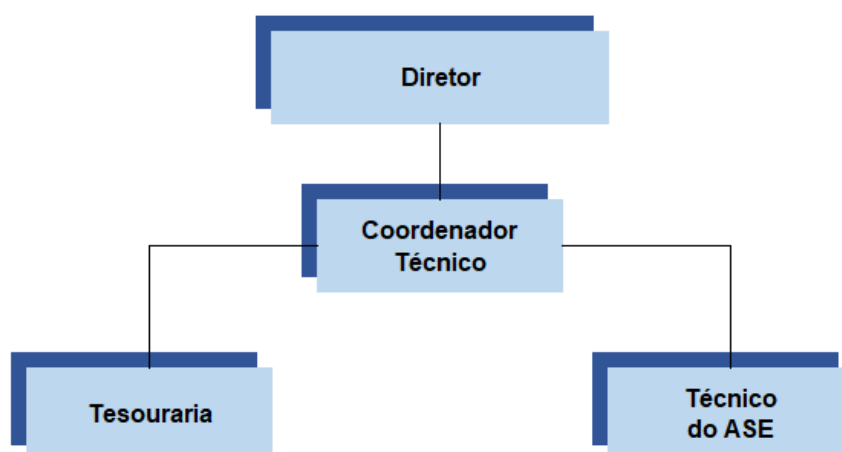 Diretor
Coordenador
Técnico
Tesouraria
Técnico
do ASE